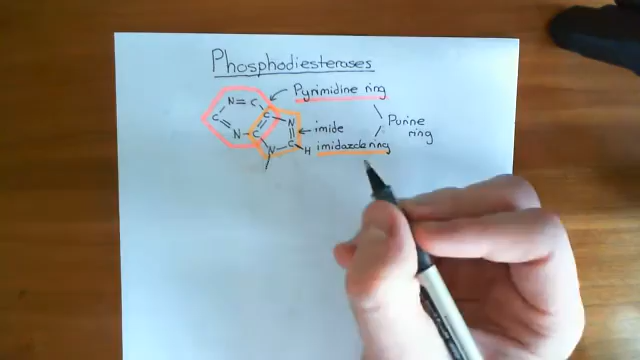 Phosphodiesterases
Pyrimidine ring
N = C
C
C
N
N
C
imide
Purine
ring
N
C
H
imidazole ring